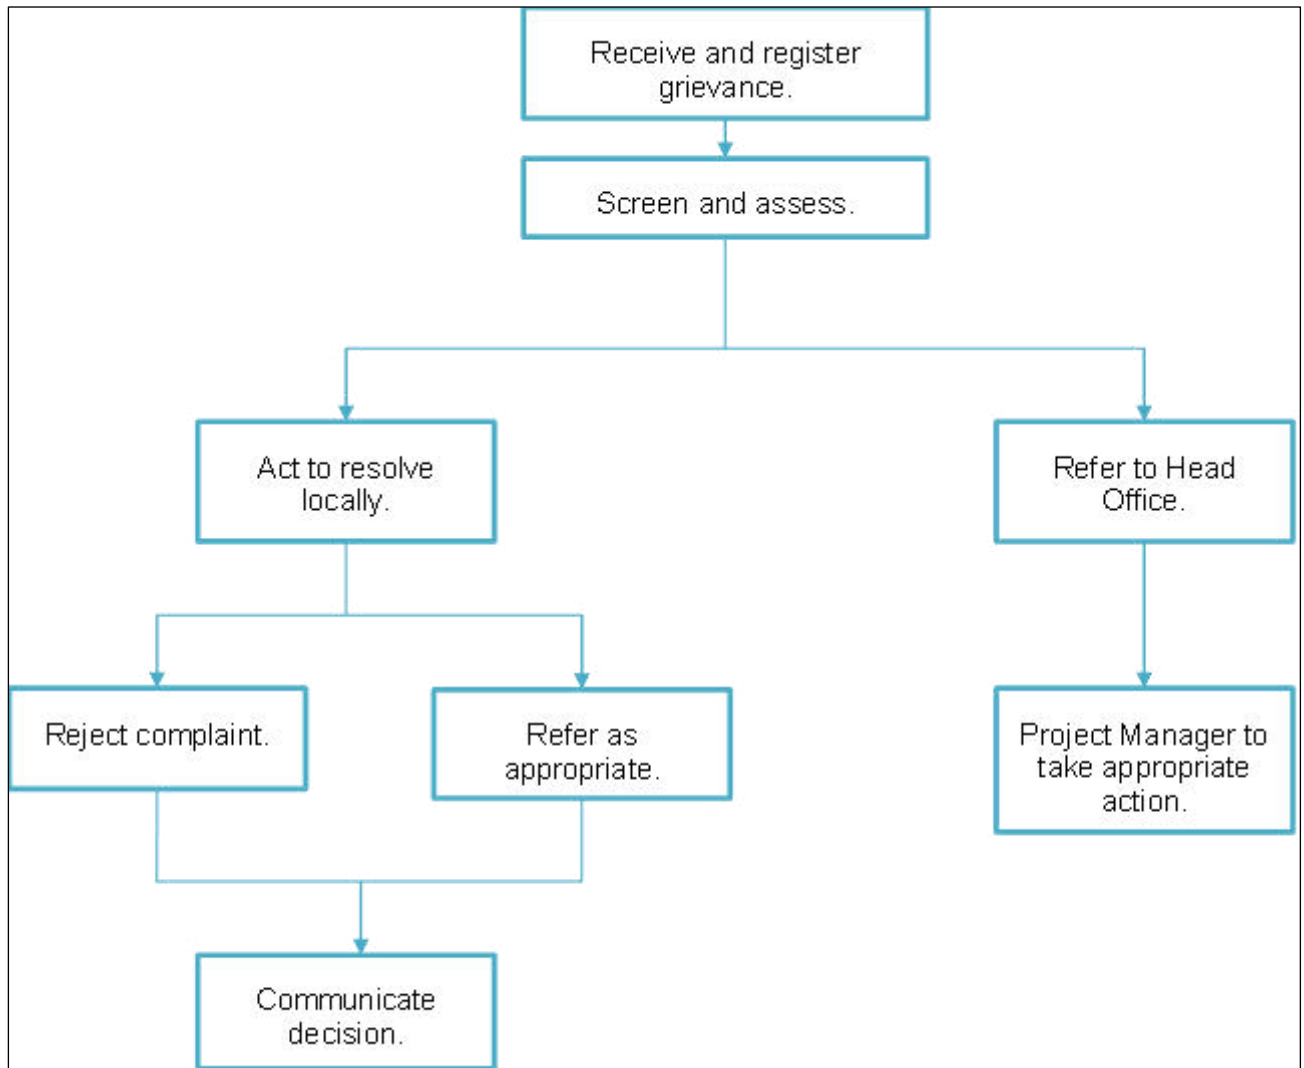 Receive and register
grievance.
Screen and assess.
Act to resolve
locally.
Refer to Head
Office.
Reject complaint.
Refer as
appropriate.
Project Manager to
take appropriate
action.
Communicate
decision.